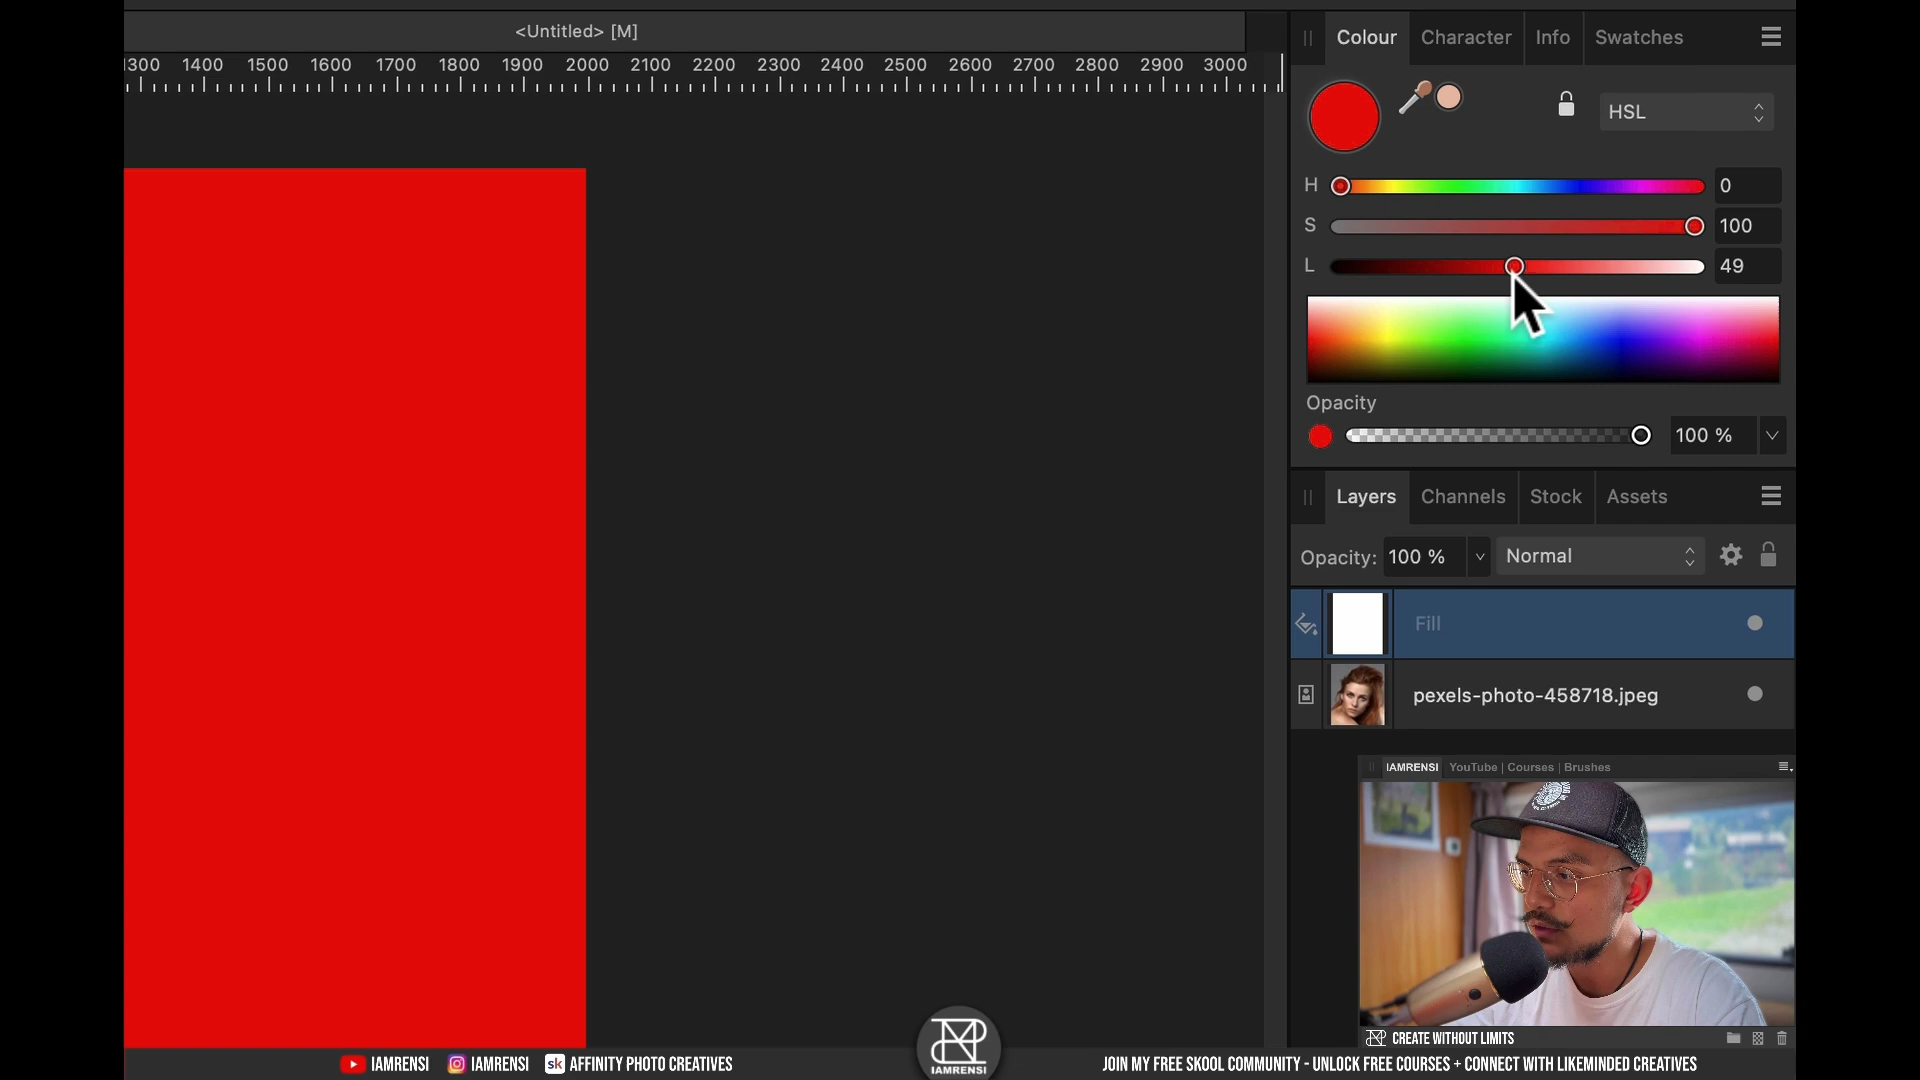 <Untitled> [M]
1300 1400 1500 1600 1700 1800 1900 2000 2100 2200 2300 2400 2500 2600 2700 2800 2900 3000
Colour Character Info Swatches
HSL
H 0
S 100
L 49
Opacity
100 %
Layers Channels Stock Assets
Opacity: 100 % Normal
Fill
pexels-photo-458718.jpeg
IAMRENSI YouTube | Courses | Brushes
CREATE WITHOUT LIMITS
IAMRENSI IAMRENSI sk AFFINITY PHOTO CREATIVES
IAMRENSI
JOIN MY FREE SKOOL COMMUNITY - UNLOCK FREE COURSES + CONNECT WITH LIKEMINDED CREATIVES